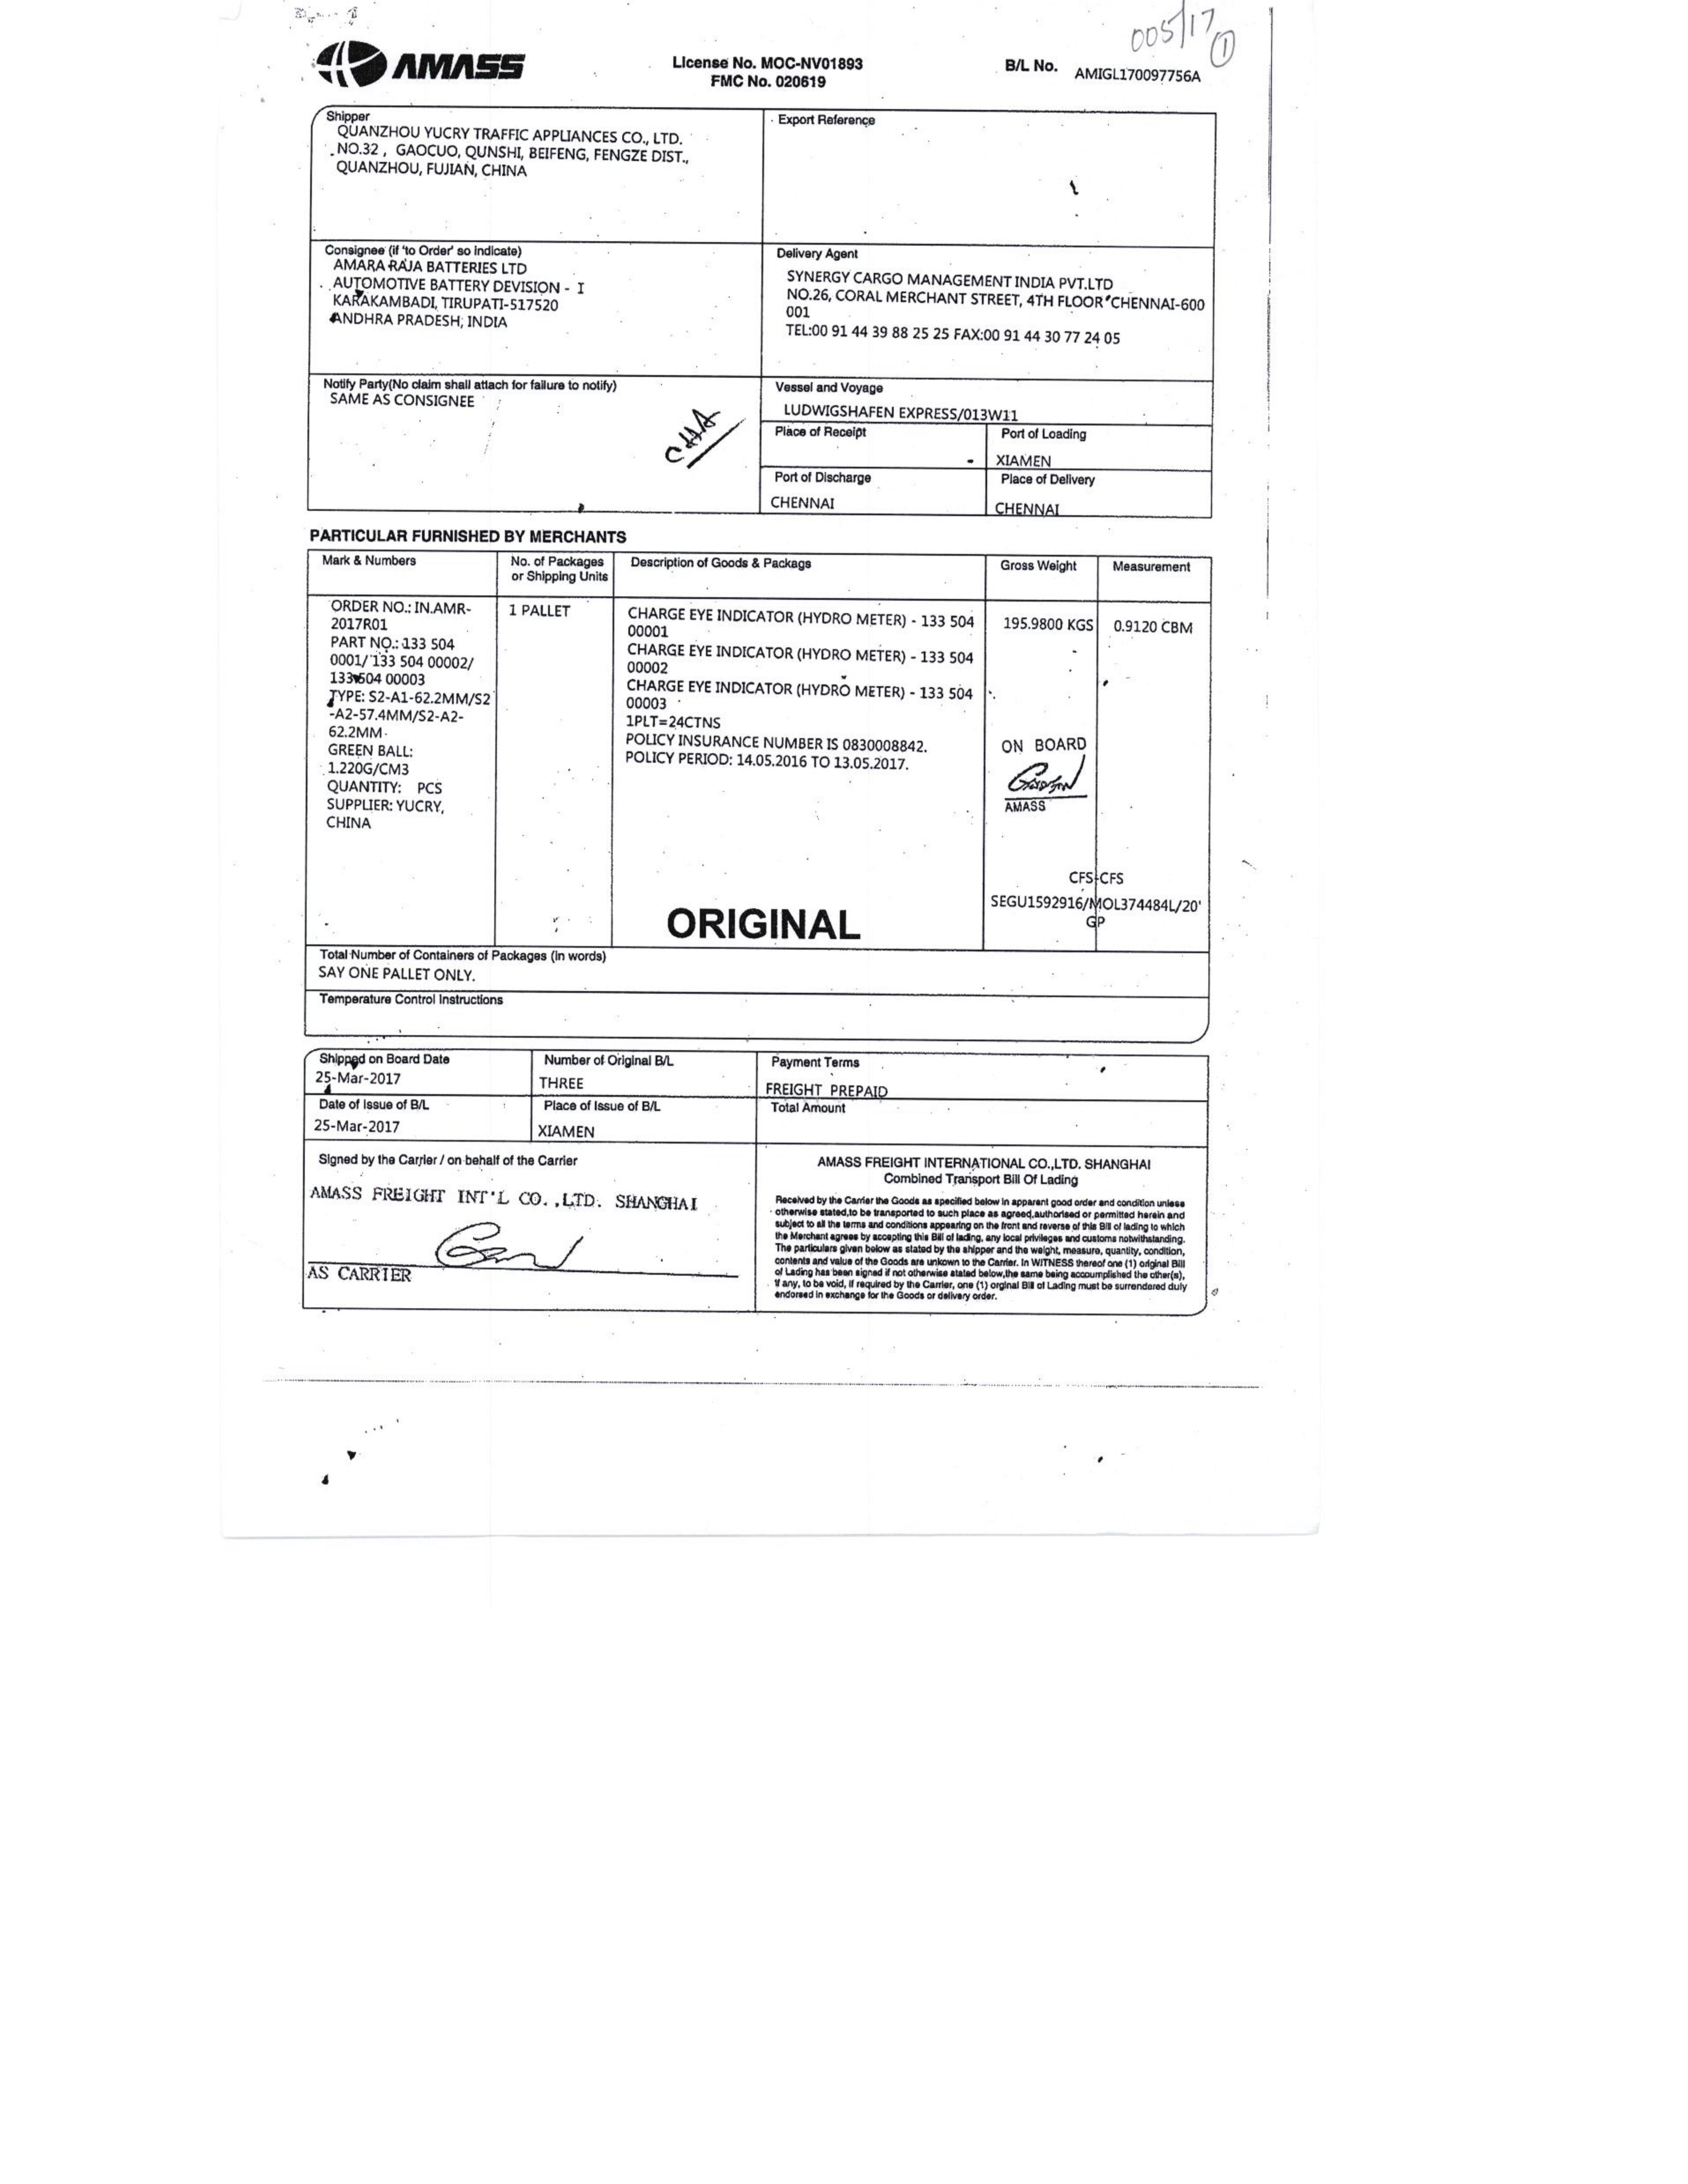 005/17 1
AMASS
License No. MOC-NV01893
FMC No. 020619
B/L No. AMIGL170097756A
Shipper
QUANZHOU YUCRY TRAFFIC APPLIANCES CO., LTD.
NO.32 , GAOCUO, QUNSHI, BEIFENG, FENGZE DIST.,
QUANZHOU, FUJIAN, CHINA
Export Reference
Consignee (if 'to Order' so indicate)
AMARA RAJA BATTERIES LTD
AUTOMOTIVE BATTERY DEVISION - I
KARAKAMBADI, TIRUPATI-517520
ANDHRA PRADESH, INDIA
Delivery Agent
SYNERGY CARGO MANAGEMENT INDIA PVT.LTD
NO.26, CORAL MERCHANT STREET, 4TH FLOOR CHENNAI-600
001
TEL:00 91 44 39 88 25 25 FAX:00 91 44 30 77 24 05
Notify Party(No claim shall attach for failure to notify)
SAME AS CONSIGNEE
CHA
Vessel and Voyage
LUDWIGSHAFEN EXPRESS/013W11
Place of Receipt
Port of Loading
XIAMEN
Port of Discharge
CHENNAI
Place of Delivery
CHENNAI
PARTICULAR FURNISHED BY MERCHANTS
Mark & Numbers
No. of Packages
or Shipping Units
Description of Goods & Packags
Gross Weight
Measurement
ORDER NO.: IN.AMR-
2017R01
PART NO.: 133 504
0001/ 133 504 00002/
133 504 00003
TYPE: S2-A1-62.2MM/S2
-A2-57.4MM/S2-A2-
62.2MM
GREEN BALL:
1.220G/CM3
QUANTITY: PCS
SUPPLIER: YUCRY,
CHINA
1 PALLET
CHARGE EYE INDICATOR (HYDRO METER) - 133 504
00001
CHARGE EYE INDICATOR (HYDRO METER) - 133 504
00002
CHARGE EYE INDICATOR (HYDRO METER) - 133 504
00003
1PLT=24CTNS
POLICY INSURANCE NUMBER IS 0830008842.
POLICY PERIOD: 14.05.2016 TO 13.05.2017.
ORIGINAL
195.9800 KGS
0.9120 CBM
ON BOARD
AMASS
CFS-CFS
SEGU1592916/MOL374484L/20'
GP
Total Number of Containers of Packages (in words)
SAY ONE PALLET ONLY.
Temperature Control Instructions
Shipped on Board Date
25-Mar-2017
Number of Original B/L
THREE
Payment Terms
FREIGHT PREPAID
Date of Issue of B/L
25-Mar-2017
Place of Issue of B/L
XIAMEN
Total Amount
Signed by the Carrier / on behalf of the Carrier
AMASS FREIGHT INT'L CO.,LTD. SHANGHAI
AS CARRIER
AMASS FREIGHT INTERNATIONAL CO.,LTD. SHANGHAI
Combined Transport Bill Of Lading
Received by the Carrier the Goods as specified below in apparent good order and condition unless
otherwise stated,to be transported to such place as agreed,authorised or permitted herein and
subject to all the terms and conditions appearing on the front and reverse of this Bill of lading to which
the Merchant agrees by accepting this Bill of lading, any local privileges and customs notwithstanding.
The particulars given below as stated by the shipper and the weight, measure, quantity, condition,
contents and value of the Goods are unkown to the Carrier. In WITNESS thereof one (1) original Bill
of Lading has been signed if not otherwise stated below,the same being accoumplished the other(s),
if any, to be void, if required by the Carrier, one (1) orginal Bill of Lading must be surrendered duly
endorsed in exchange for the Goods or delivery order.